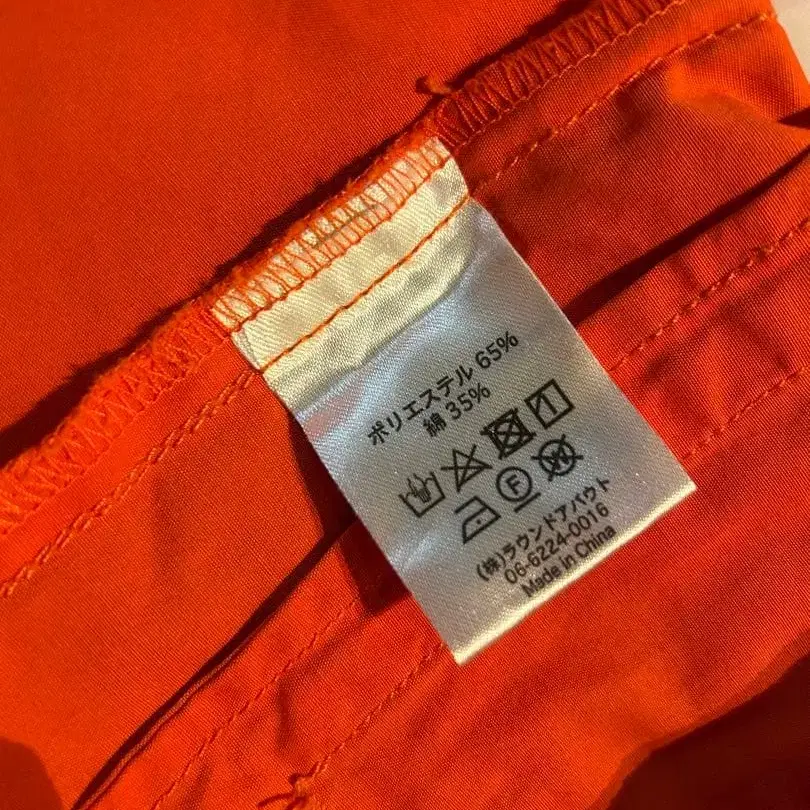 ポリエステル 65%
綿 35%
F W
(株)ラウンドアバウト
06-6224-0016
Made in China